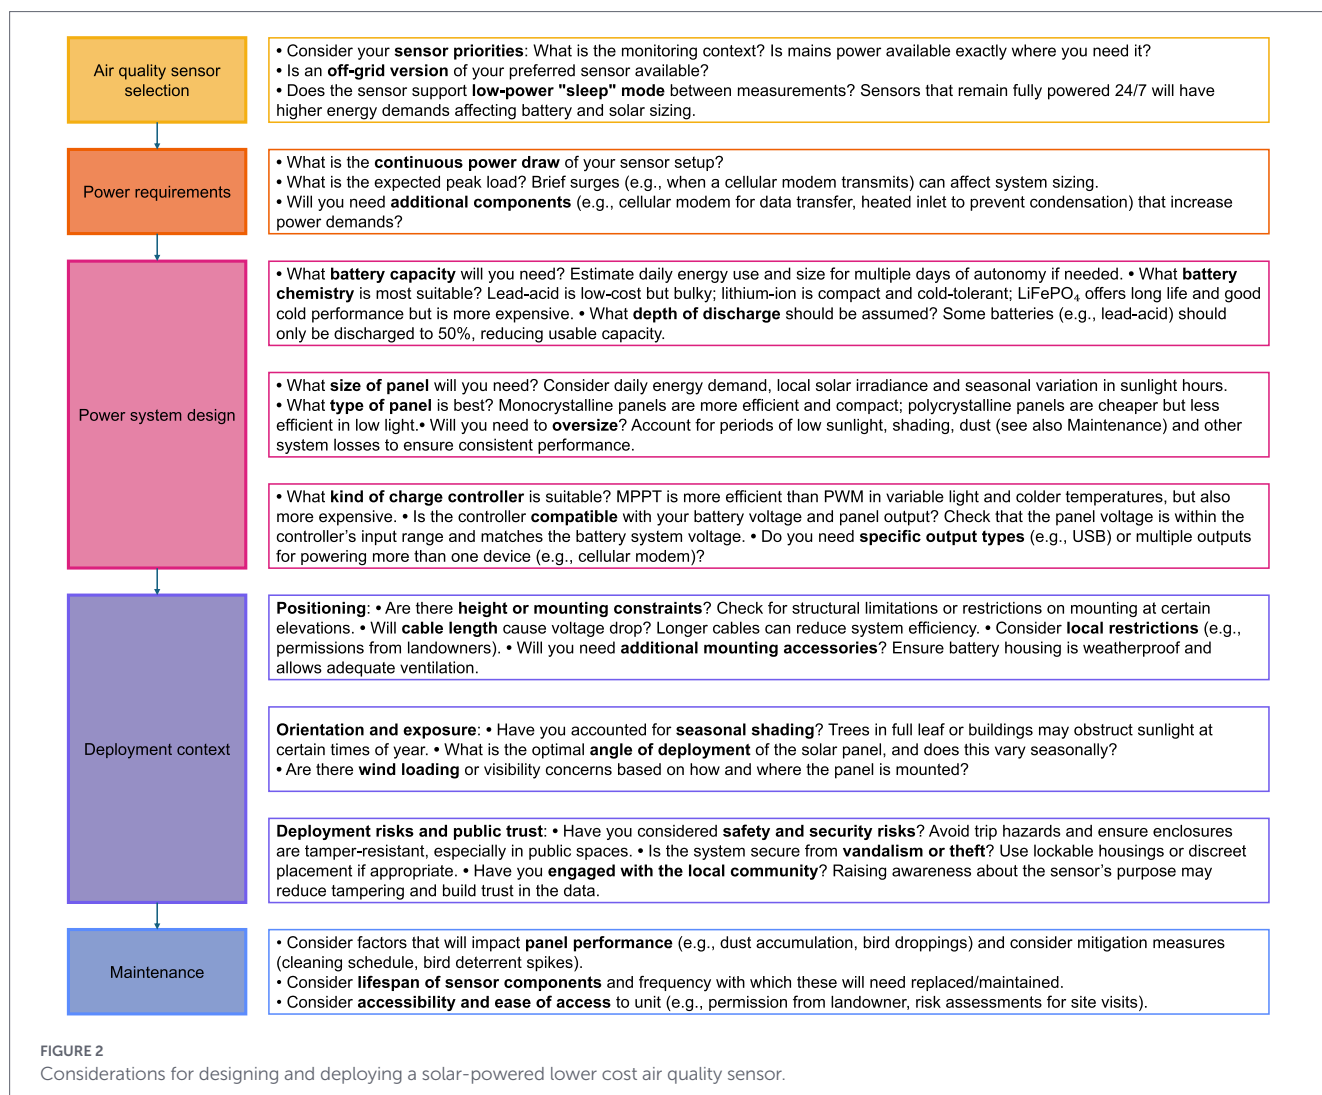 Air quality sensor
selection
• Consider your sensor priorities: What is the monitoring context? Is mains power available exactly where you need it?
• Is an off-grid version of your preferred sensor available?
• Does the sensor support low-power "sleep" mode between measurements? Sensors that remain fully powered 24/7 will have
higher energy demands affecting battery and solar sizing.
Power requirements
• What is the continuous power draw of your sensor setup?
• What is the expected peak load? Brief surges (e.g., when a cellular modem transmits) can affect system sizing.
• Will you need additional components (e.g., cellular modem for data transfer, heated inlet to prevent condensation) that increase
power demands?
Power system design
• What battery capacity will you need? Estimate daily energy use and size for multiple days of autonomy if needed. • What battery
chemistry is most suitable? Lead-acid is low-cost but bulky; lithium-ion is compact and cold-tolerant; LiFePO₄ offers long life and good
cold performance but is more expensive. • What depth of discharge should be assumed? Some batteries (e.g., lead-acid) should
only be discharged to 50%, reducing usable capacity.
• What size of panel will you need? Consider daily energy demand, local solar irradiance and seasonal variation in sunlight hours.
• What type of panel is best? Monocrystalline panels are more efficient and compact; polycrystalline panels are cheaper but less
efficient in low light.• Will you need to oversize? Account for periods of low sunlight, shading, dust (see also Maintenance) and other
system losses to ensure consistent performance.
• What kind of charge controller is suitable? MPPT is more efficient than PWM in variable light and colder temperatures, but also
more expensive. • Is the controller compatible with your battery voltage and panel output? Check that the panel voltage is within the
controller's input range and matches the battery system voltage. • Do you need specific output types (e.g., USB) or multiple outputs
for powering more than one device (e.g., cellular modem)?
Deployment context
Positioning: • Are there height or mounting constraints? Check for structural limitations or restrictions on mounting at certain
elevations. • Will cable length cause voltage drop? Longer cables can reduce system efficiency. • Consider local restrictions (e.g.,
permissions from landowners). • Will you need additional mounting accessories? Ensure battery housing is weatherproof and
allows adequate ventilation.
Orientation and exposure: • Have you accounted for seasonal shading? Trees in full leaf or buildings may obstruct sunlight at
certain times of year. • What is the optimal angle of deployment of the solar panel, and does this vary seasonally?
• Are there wind loading or visibility concerns based on how and where the panel is mounted?
Deployment risks and public trust: • Have you considered safety and security risks? Avoid trip hazards and ensure enclosures
are tamper-resistant, especially in public spaces. • Is the system secure from vandalism or theft? Use lockable housings or discreet
placement if appropriate. • Have you engaged with the local community? Raising awareness about the sensor's purpose may
reduce tampering and build trust in the data.
Maintenance
• Consider factors that will impact panel performance (e.g., dust accumulation, bird droppings) and consider mitigation measures
(cleaning schedule, bird deterrent spikes).
• Consider lifespan of sensor components and frequency with which these will need replaced/maintained.
• Consider accessibility and ease of access to unit (e.g., permission from landowner, risk assessments for site visits).
FIGURE 2
Considerations for designing and deploying a solar-powered lower cost air quality sensor.